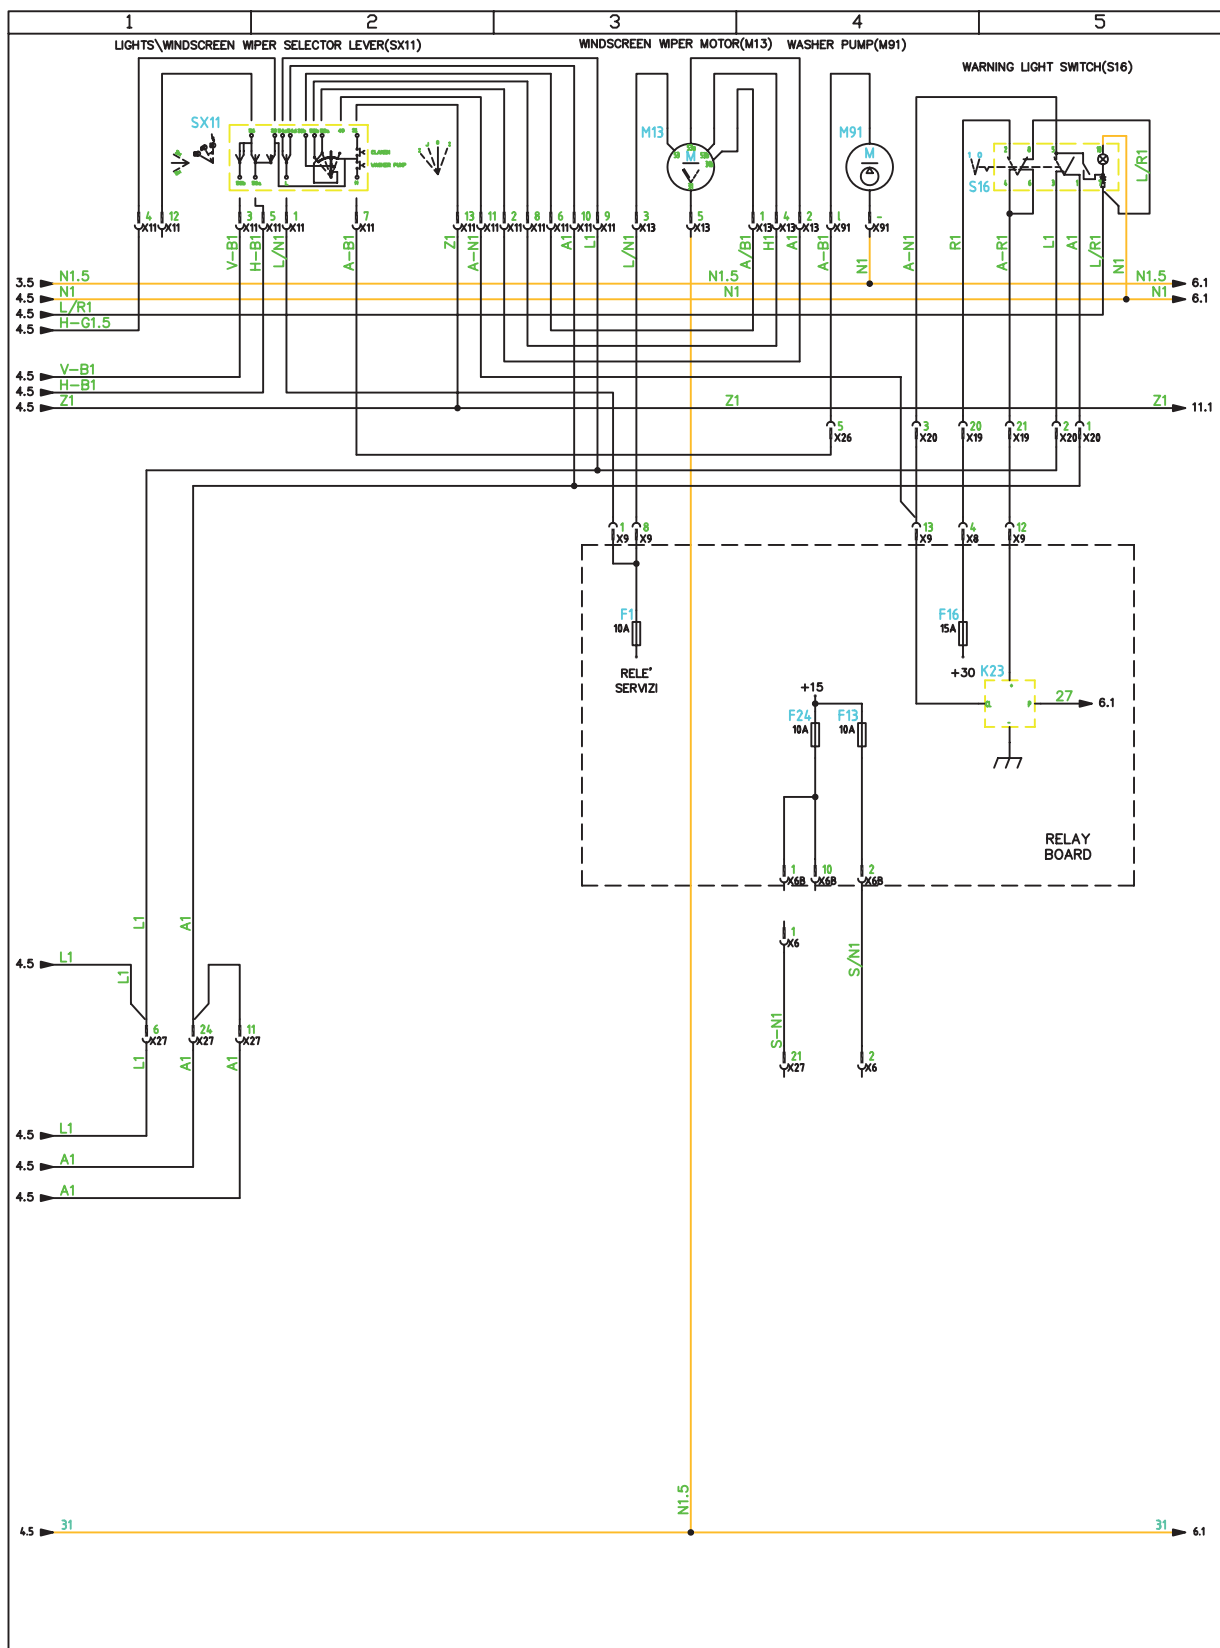 1 2 3 4 5
LIGHTS\WINDSCREEN WIPER SELECTOR LEVER(SX11) WINDSCREEN WIPER MOTOR(M13) WASHER PUMP(M91)
WARNING LIGHT SWITCH(S16)
SX11 M13 M91 S16
M M
1 0
CLAXON
WASHER PUMP
4 12 3 5 1 7 13 11 2 8 6 10 9 3 5 1 4 2 -
X11 X11 X11 X11 X11 X11 X11 X11 X11 X11 X11 X11 X11 X13 X13 X13 X13 X13 X91 X91
V-B1 H-B1 L/N1 A-B1 Z1 A-N1 A1 L1 L/N1 A/B1 H1 A1 A-B1 N1 A-N1 R1 A-R1 L1 A1 L/R1 N1 L/R1
3.5 N1.5 N1.5 N1.5 6.1
4.5 N1 N1 N1 6.1
4.5 L/R1
H-G1.5
4.5 V-B1
4.5 H-B1
4.5 Z1 Z1 Z1 11.1
5 3 20 21 2 1
X26 X20 X19 X19 X20 X20
1 8 13 4 12
X9 X9 X9 X8 X9
F1 F16
10A 15A
RELE'
SERVIZI
+30 K23
+15
27 6.1
F24 F13
10A 10A
RELAY
BOARD
1 10 2
X6B X6B X6B
L1 A1
1
X6
S/N1
4.5 L1
L1
S-N1
6 24 11
X27 X27 X27
L1 A1 A1
21 2
X27 X6
4.5 L1
4.5 A1
4.5 A1
N1.5
4.5 31 31 6.1